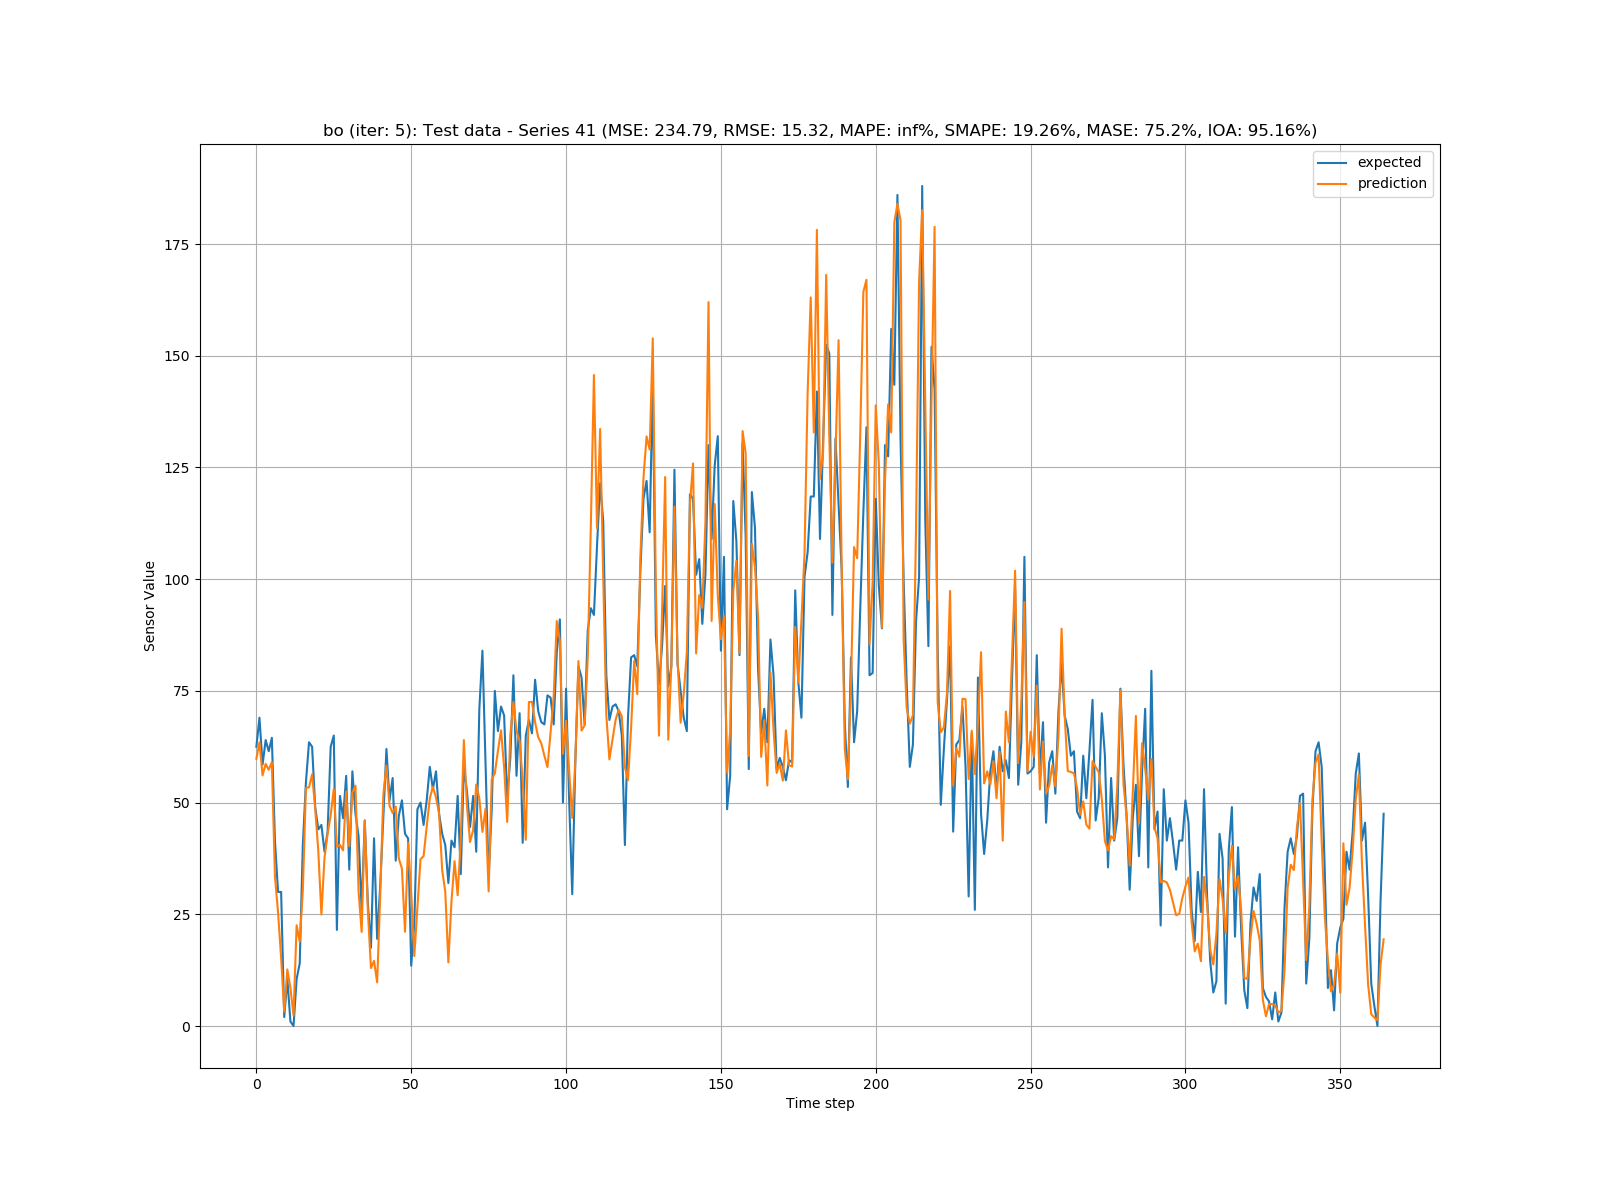 bo (iter: 5): Test data - Series 41 (MSE: 234.79, RMSE: 15.32, MAPE: inf%, SMAPE: 19.26%, MASE: 75.2%, IOA: 95.16%)
expected
prediction
175
150
125
100
75
50
25
0
Sensor Value
0 50 100 150 200 250 300 350
Time step